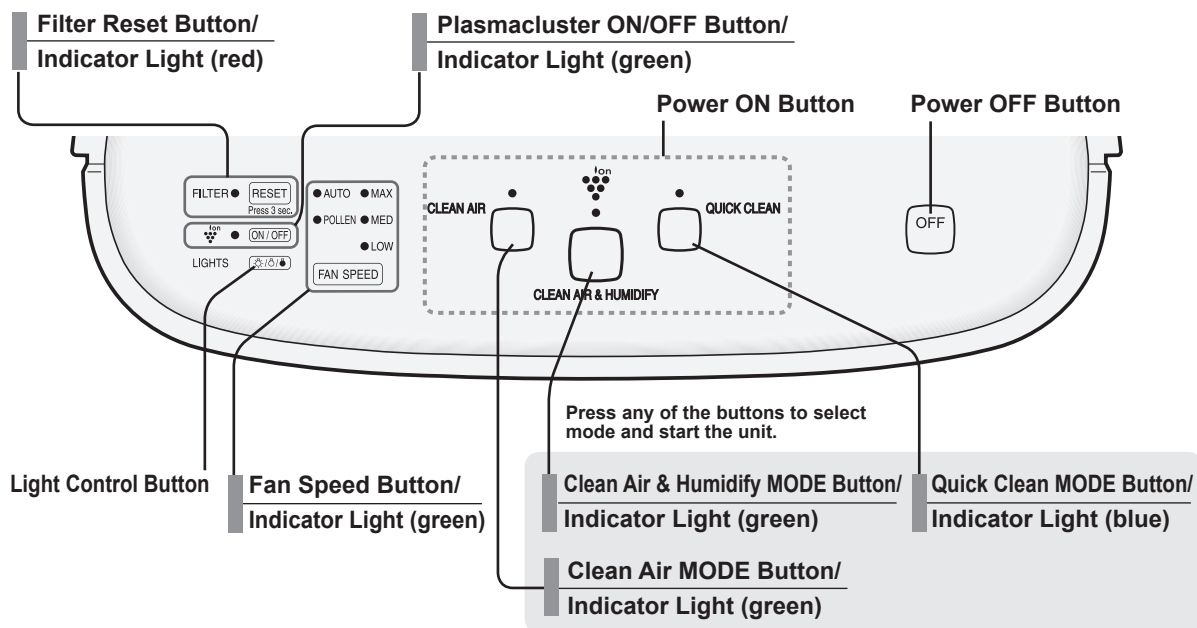 Filter Reset Button/
Indicator Light (red)
Plasmacluster ON/OFF Button/
Indicator Light (green)
Power ON Button
Power OFF Button
FILTER
RESET
Press 3 sec.
ion
ON / OFF
LIGHTS
AUTO
MAX
POLLEN
MED
LOW
FAN SPEED
CLEAN AIR
ion
QUICK CLEAN
CLEAN AIR & HUMIDIFY
OFF
Press any of the buttons to select
mode and start the unit.
Light Control Button
Fan Speed Button/
Indicator Light (green)
Clean Air & Humidify MODE Button/
Indicator Light (green)
Quick Clean MODE Button/
Indicator Light (blue)
Clean Air MODE Button/
Indicator Light (green)